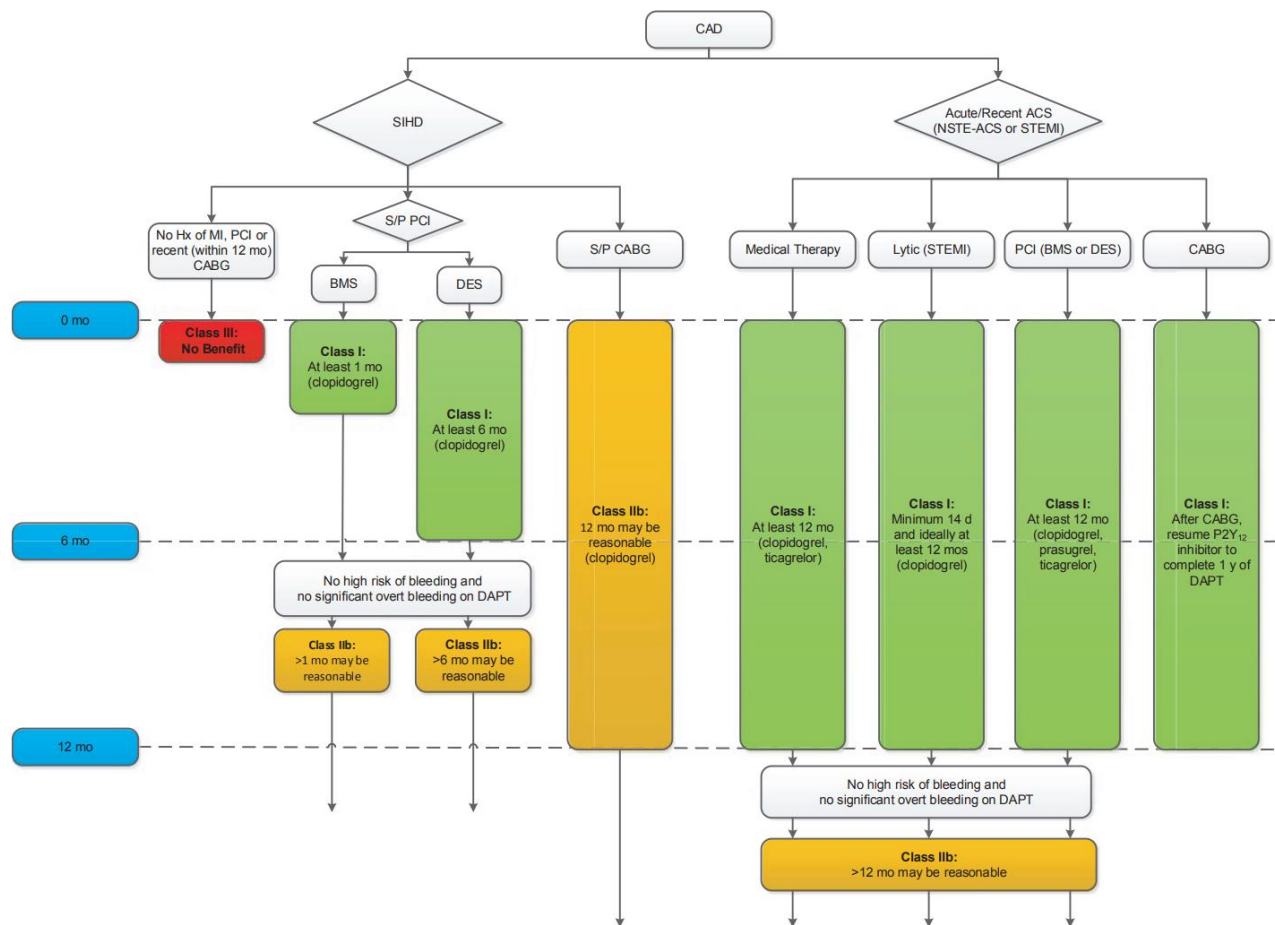 CAD
SIHD
Acute/Recent ACS
(NSTE-ACS or STEMI)
No Hx of MI, PCI or
recent (within 12 mo)
CABG
S/P PCI
S/P CABG
Medical Therapy
Lytic (STEMI)
PCI (BMS or DES)
CABG
BMS
DES
0 mo
Class III:
No Benefit
Class I:
At least 1 mo
(clopidogrel)
Class I:
At least 6 mo
(clopidogrel)
Class IIb:
12 mo may be
reasonable
(clopidogrel)
Class I:
At least 12 mo
(clopidogrel,
ticagrelor)
Class I:
Minimum 14 d
and ideally at
least 12 mos
(clopidogrel)
Class I:
At least 12 mo
(clopidogrel,
prasugrel,
ticagrelor)
Class I:
After CABG,
resume P2Y₁₂
inhibitor to
complete 1 y of
DAPT
6 mo
No high risk of bleeding and
no significant overt bleeding on DAPT
Class IIb:
>1 mo may be
reasonable
Class IIb:
>6 mo may be
reasonable
12 mo
No high risk of bleeding and
no significant overt bleeding on DAPT
Class IIb:
>12 mo may be reasonable